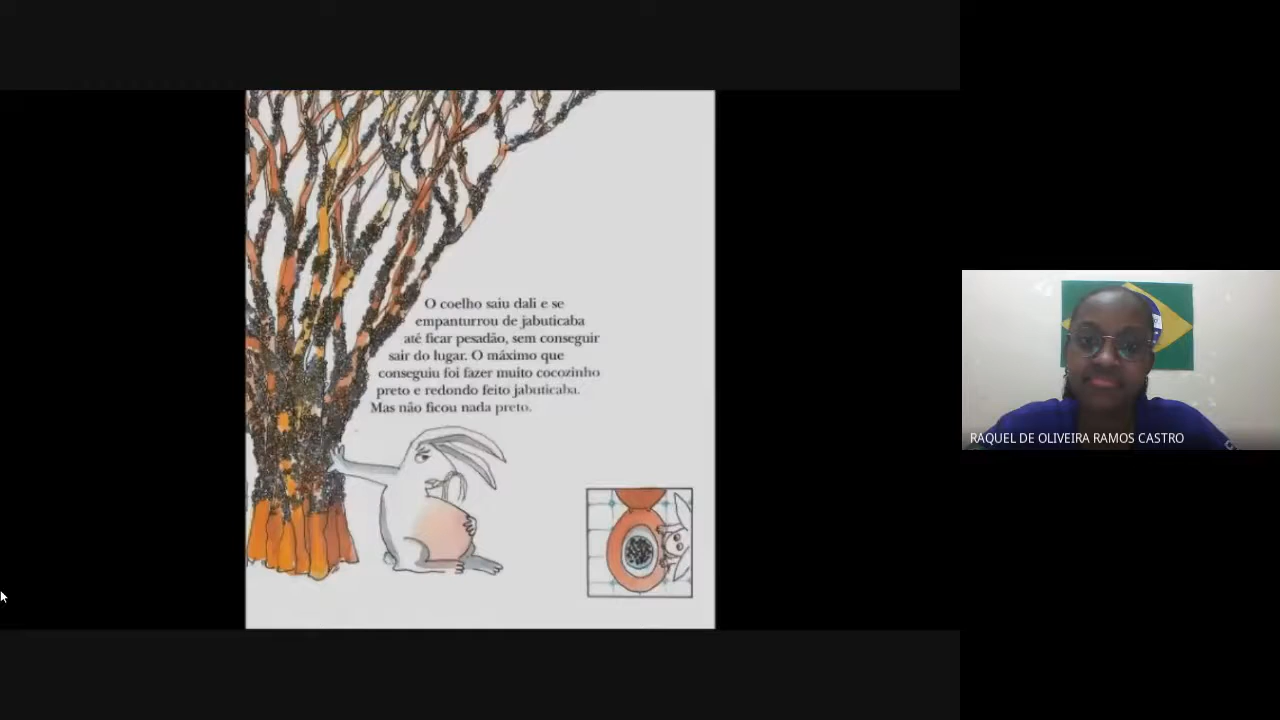 O coelho saiu dali e se
empanturrou de jabuticaba
até ficar pesadão, sem conseguir
sair do lugar. O máximo que
conseguiu foi fazer muito cocozinho
preto e redondo feito jabuticaba.
Mas não ficou nada preto.
RAQUEL DE OLIVEIRA RAMOS CASTRO